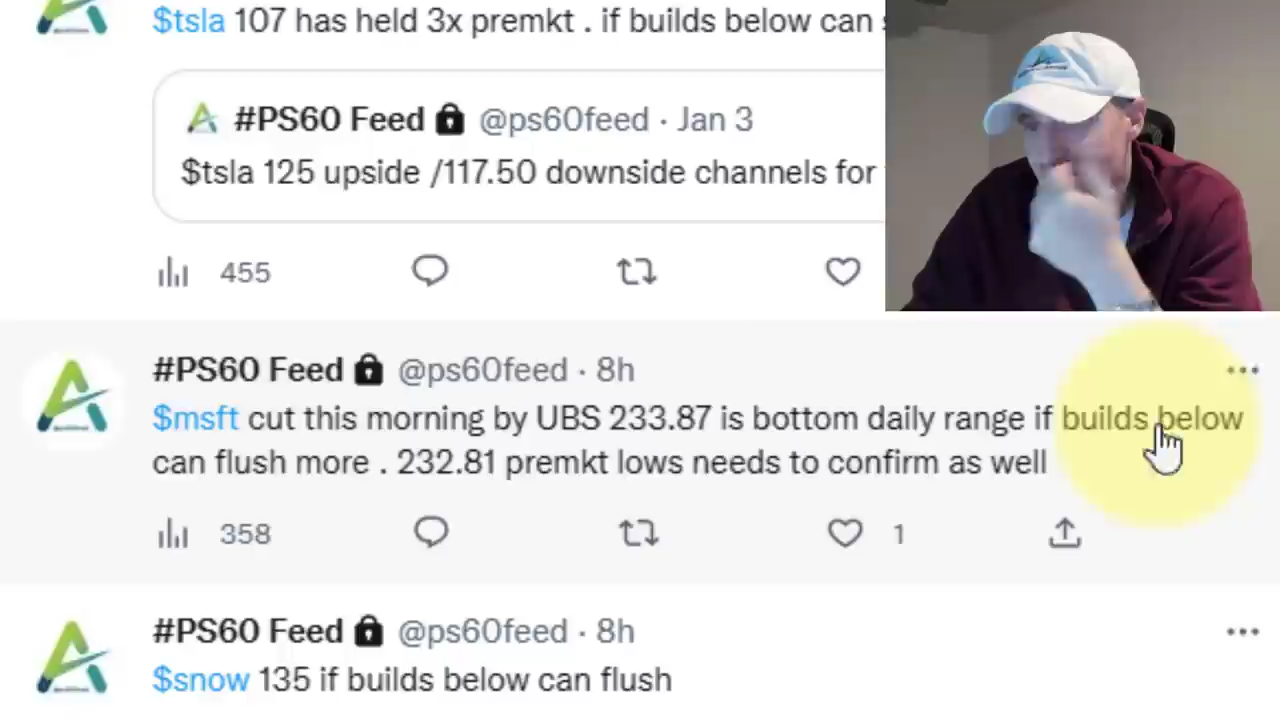 $tsla 107 has held 3x premkt . if builds below can
#PS60 Feed @ps60feed · Jan 3
$tsla 125 upside /117.50 downside channels for
455
#PS60 Feed @ps60feed · 8h
$msft cut this morning by UBS 233.87 is bottom daily range if builds below
can flush more . 232.81 premkt lows needs to confirm as well
358 1
#PS60 Feed @ps60feed · 8h
$snow 135 if builds below can flush